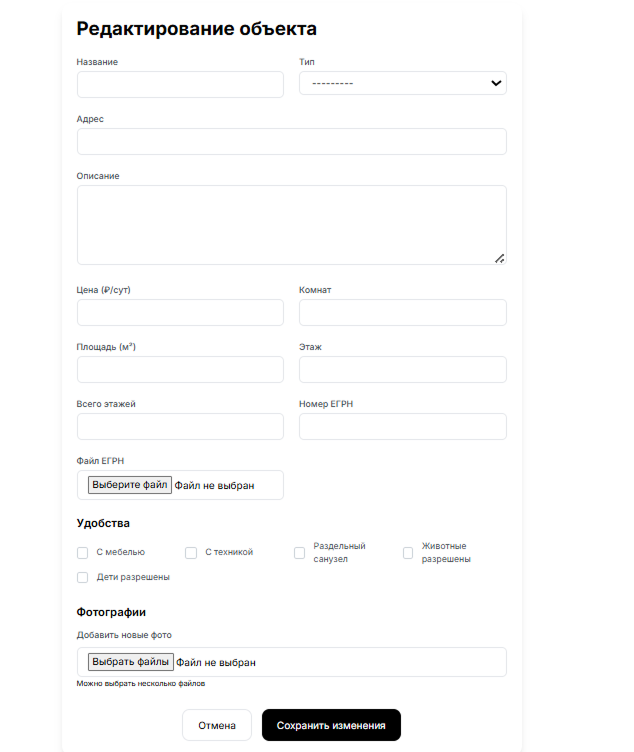 Редактирование объекта
Название Тип
---------
Адрес
Описание
Цена (₽/сут) Комнат
Площадь (м²) Этаж
Всего этажей Номер ЕГРН
Файл ЕГРН
Выберите файл Файл не выбран
Удобства
С мебелью С техникой Раздельный санузел Животные разрешены
Дети разрешены
Фотографии
Добавить новые фото
Выбрать файлы Файл не выбран
Можно выбрать несколько файлов
Отмена Сохранить изменения